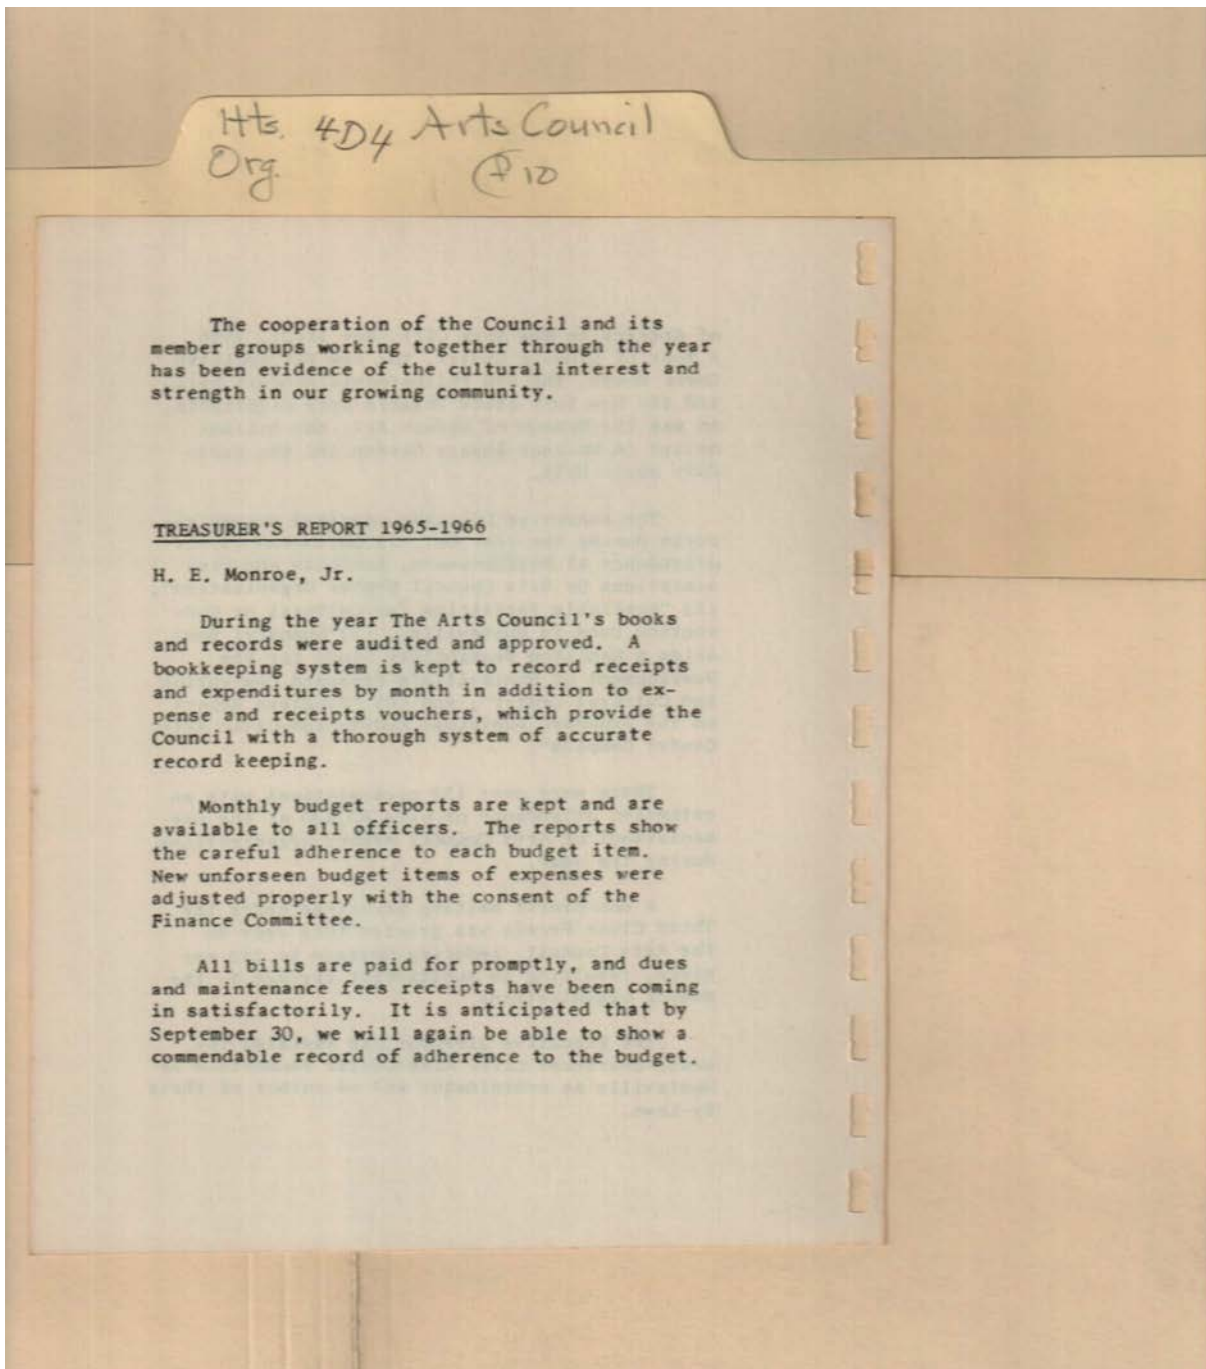 Hts. 4D4 Arts Council
Org. P 10
The cooperation of the Council and its
member groups working together through the year
has been evidence of the cultural interest and
strength in our growing community.
TREASURER'S REPORT 1965-1966
H. E. Monroe, Jr.
During the year The Arts Council's books
and records were audited and approved. A
bookkeeping system is kept to record receipts
and expenditures by month in addition to ex-
pense and receipts vouchers, which provide the
Council with a thorough system of accurate
record keeping.
Monthly budget reports are kept and are
available to all officers. The reports show
the careful adherence to each budget item.
New unforseen budget items of expenses were
adjusted properly with the consent of the
Finance Committee.
All bills are paid for promptly, and dues
and maintenance fees receipts have been coming
in satisfactorily. It is anticipated that by
September 30, we will again be able to show a
commendable record of adherence to the budget.